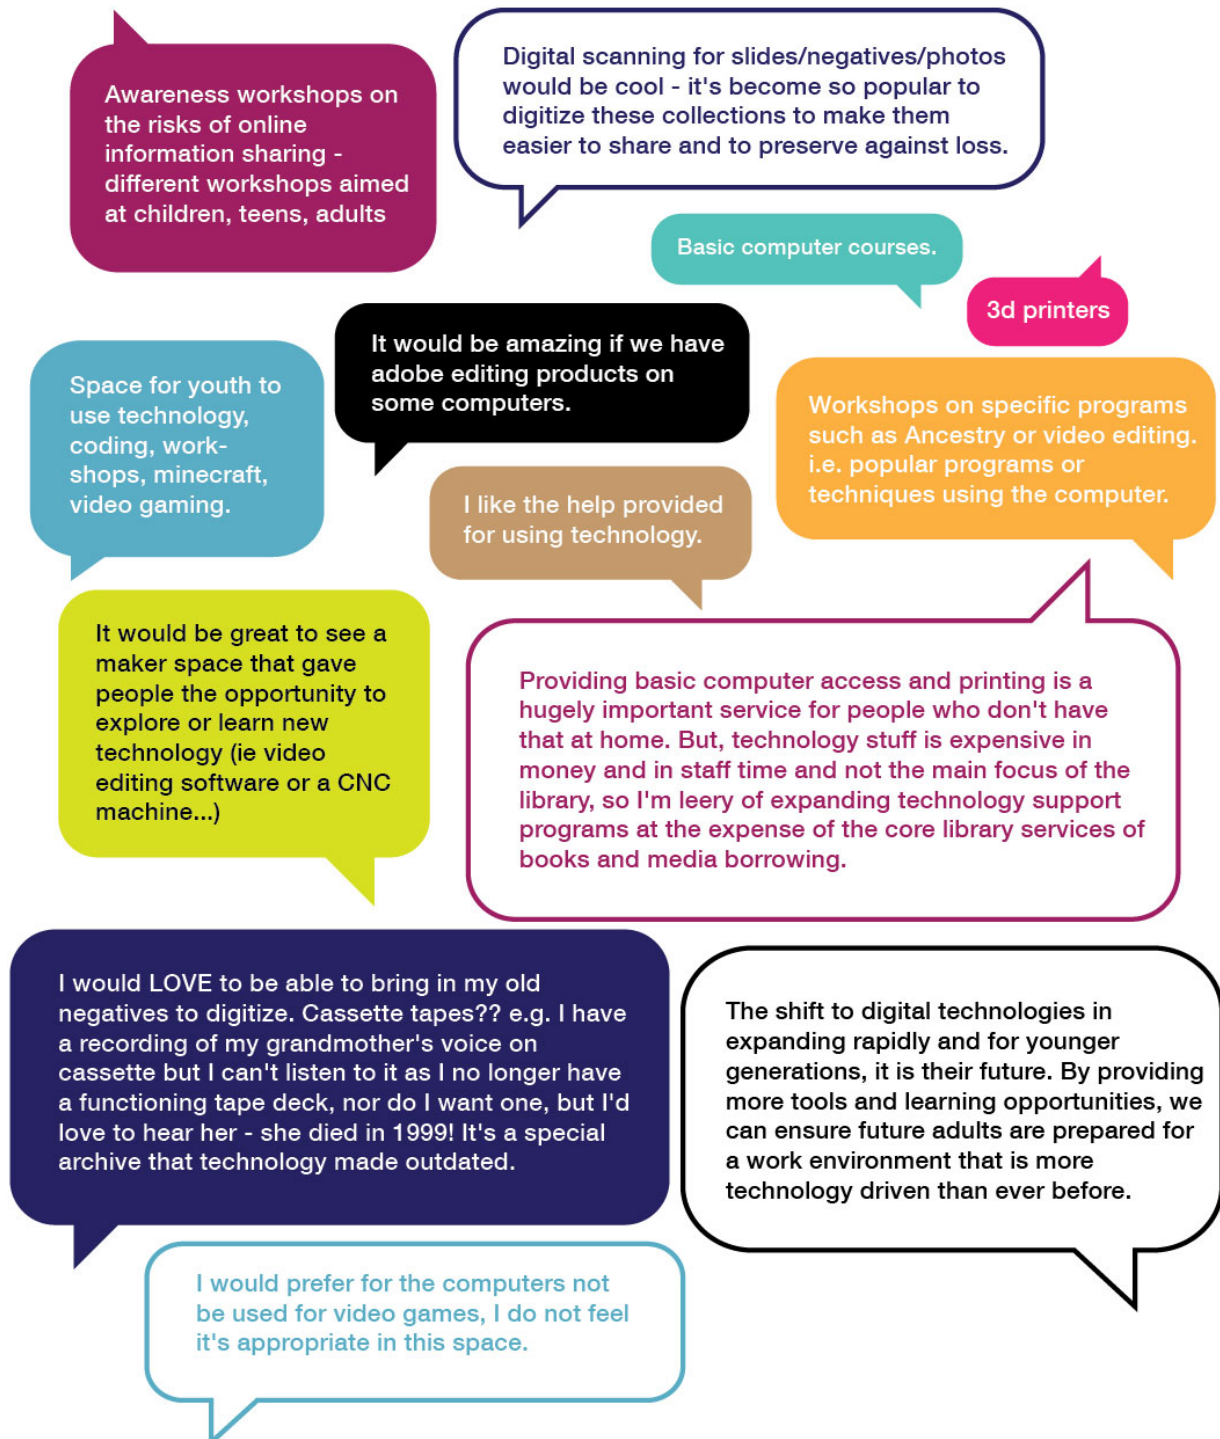 Awareness workshops on
the risks of online
information sharing -
different workshops aimed
at children, teens, adults
Digital scanning for slides/negatives/photos
would be cool - it's become so popular to
digitize these collections to make them
easier to share and to preserve against loss.
Basic computer courses.
3d printers
It would be amazing if we have
adobe editing products on
some computers.
Space for youth to
use technology,
coding, work-
shops, minecraft,
video gaming.
Workshops on specific programs
such as Ancestry or video editing.
i.e. popular programs or
techniques using the computer.
I like the help provided
for using technology.
It would be great to see a
maker space that gave
people the opportunity to
explore or learn new
technology (ie video
editing software or a CNC
machine...)
Providing basic computer access and printing is a
hugely important service for people who don't have
that at home. But, technology stuff is expensive in
money and in staff time and not the main focus of the
library, so I'm leery of expanding technology support
programs at the expense of the core library services of
books and media borrowing.
I would LOVE to be able to bring in my old
negatives to digitize. Cassette tapes?? e.g. I have
a recording of my grandmother's voice on
cassette but I can't listen to it as I no longer have
a functioning tape deck, nor do I want one, but I'd
love to hear her - she died in 1999! It's a special
archive that technology made outdated.
The shift to digital technologies in
expanding rapidly and for younger
generations, it is their future. By providing
more tools and learning opportunities, we
can ensure future adults are prepared for
a work environment that is more
technology driven than ever before.
I would prefer for the computers not
be used for video games, I do not feel
it's appropriate in this space.